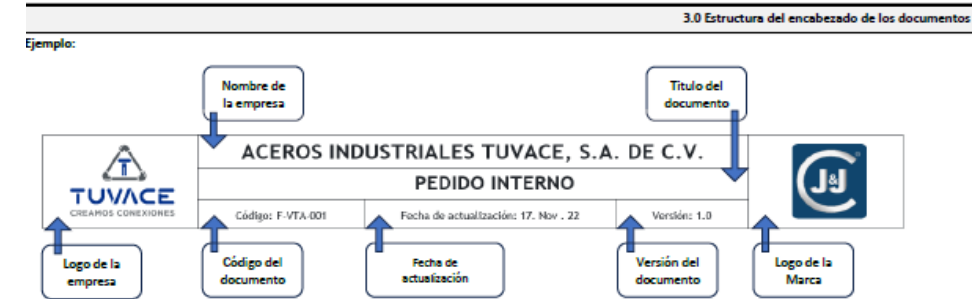 3.0 Estructura del encabezado de los documentos
Ejemplo:
Nombre de
la empresa
Titulo del
documento
ACEROS INDUSTRIALES TUVACE, S.A. DE C.V.
PEDIDO INTERNO
Código: F-VTA-001
Fecha de actualización: 17. Nov . 22
Versión: 1.0
T
TUVACE
CREAMOS CONEXIONES
J&J
Logo de la
empresa
Código del
documento
Fecha de
actualización
Versión del
documento
Logo de la
Marca